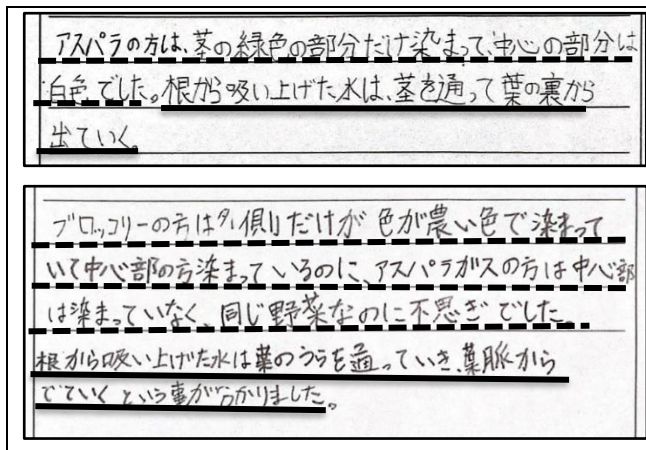 アスパラの方は、茎の緑色の部分だけ染まって、中心の部分は
白色でした。根から吸い上げた水は、茎を通って葉の裏から
出ていく。
ブロッコリーの方は外側だけが色が濃い色で染まって
いて中心部の方染まっているのに、アスパラガスの方は中心部
は染まっていなく、同じ野菜なのに不思ぎでした
根から吸い上げた水は葉のうらを通っていき、葉脈から
でていくという事が分かりました。